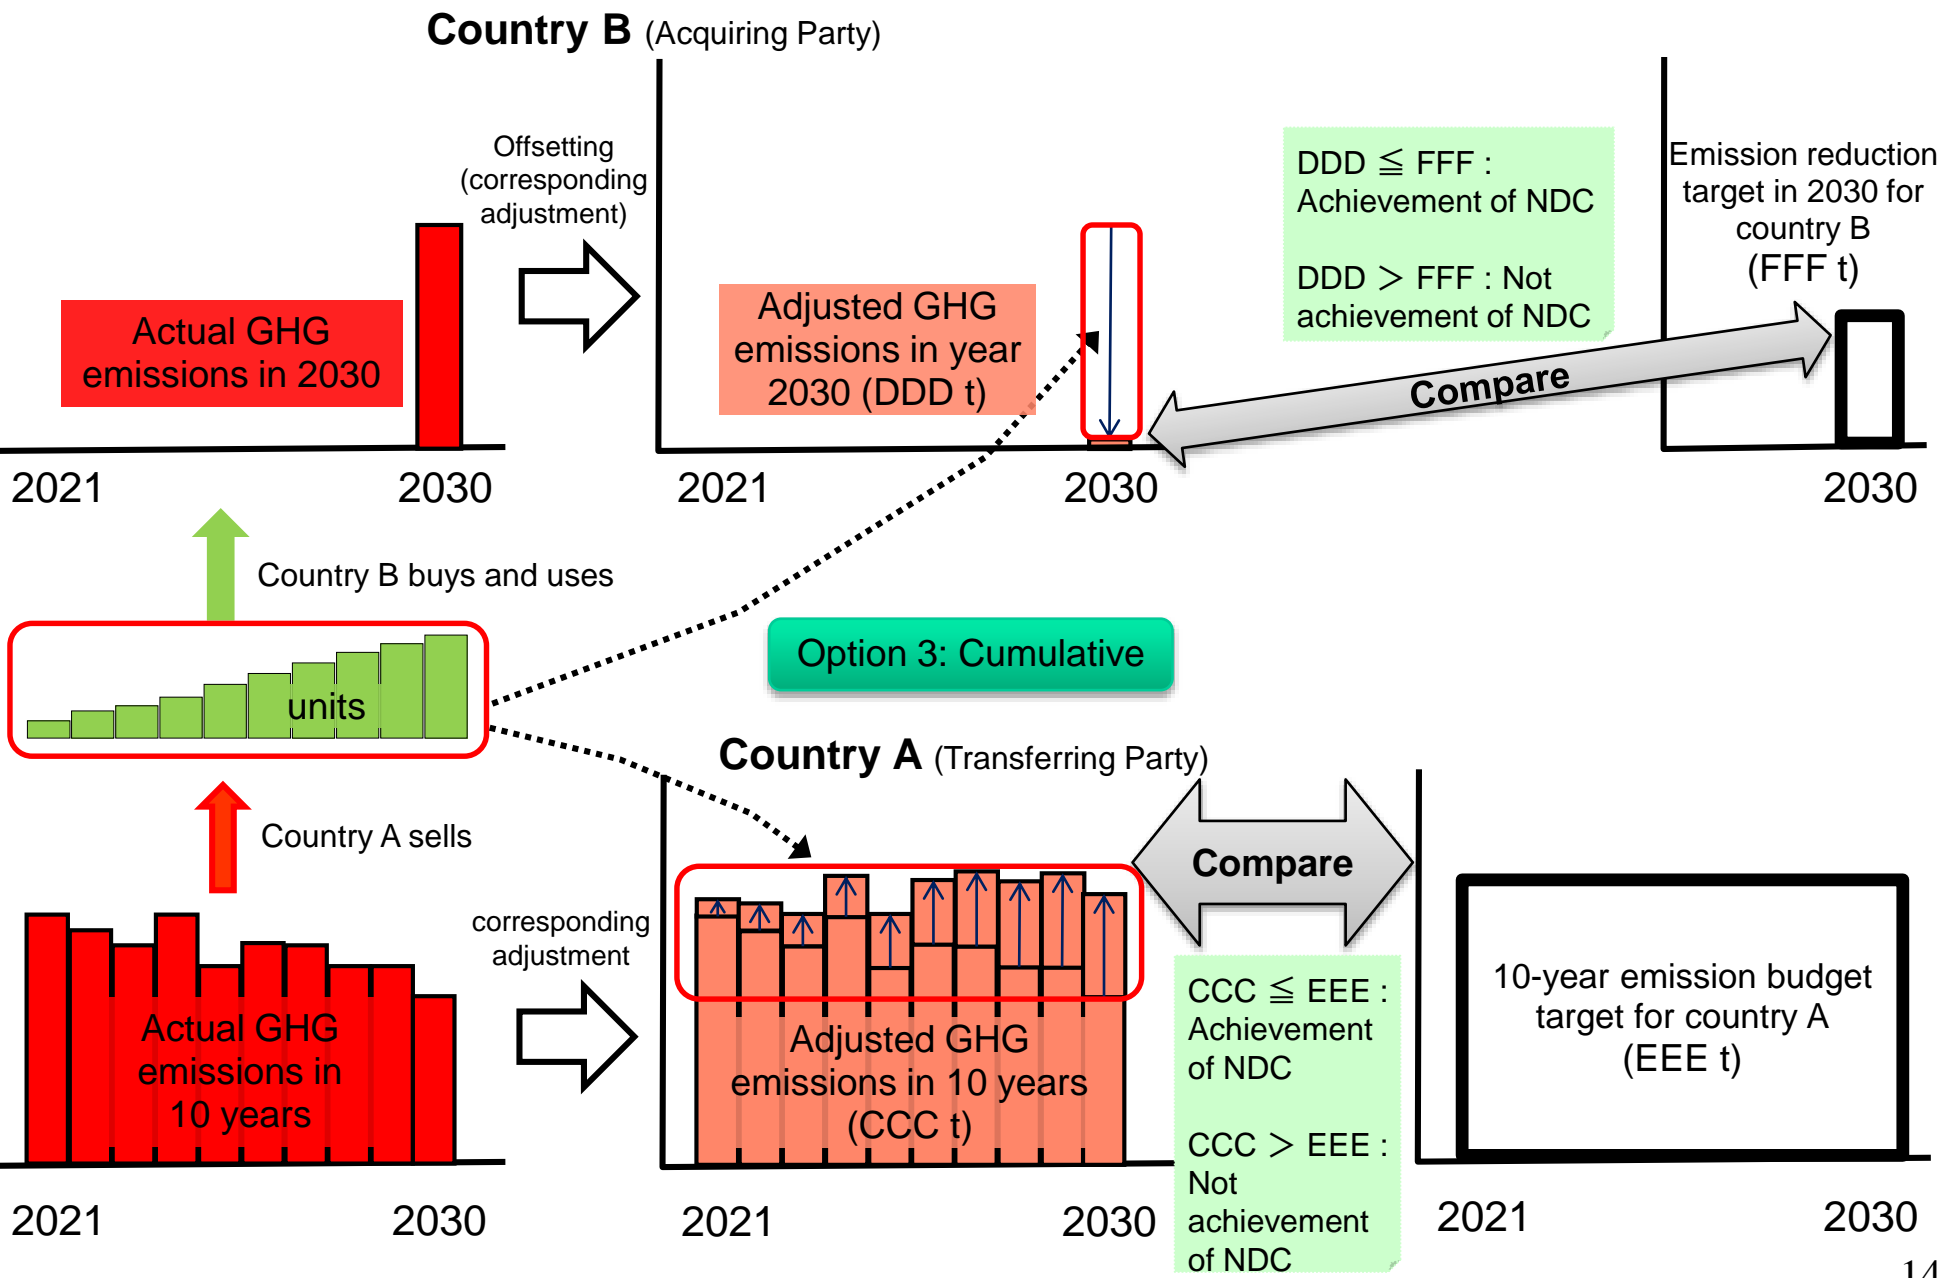 Country B (Acquiring Party)
Offsetting
(corresponding
adjustment)
Actual GHG
emissions in 2030
2021
2030
Adjusted GHG
emissions in year
2030 (DDD t)
2021
2030
DDD ≦ FFF :
Achievement of NDC
DDD ＞ FFF : Not
achievement of NDC
Compare
Emission reduction
target in 2030 for
country B
(FFF t)
2030
Country B buys and uses
units
Option 3: Cumulative
Country A sells
Country A (Transferring Party)
Actual GHG
emissions in
10 years
2021
2030
corresponding
adjustment
Adjusted GHG
emissions in 10 years
(CCC t)
2021
2030
Compare
CCC ≦ EEE :
Achievement
of NDC
CCC ＞ EEE :
Not
achievement
of NDC
10-year emission budget
target for country A
(EEE t)
2021
2030
14